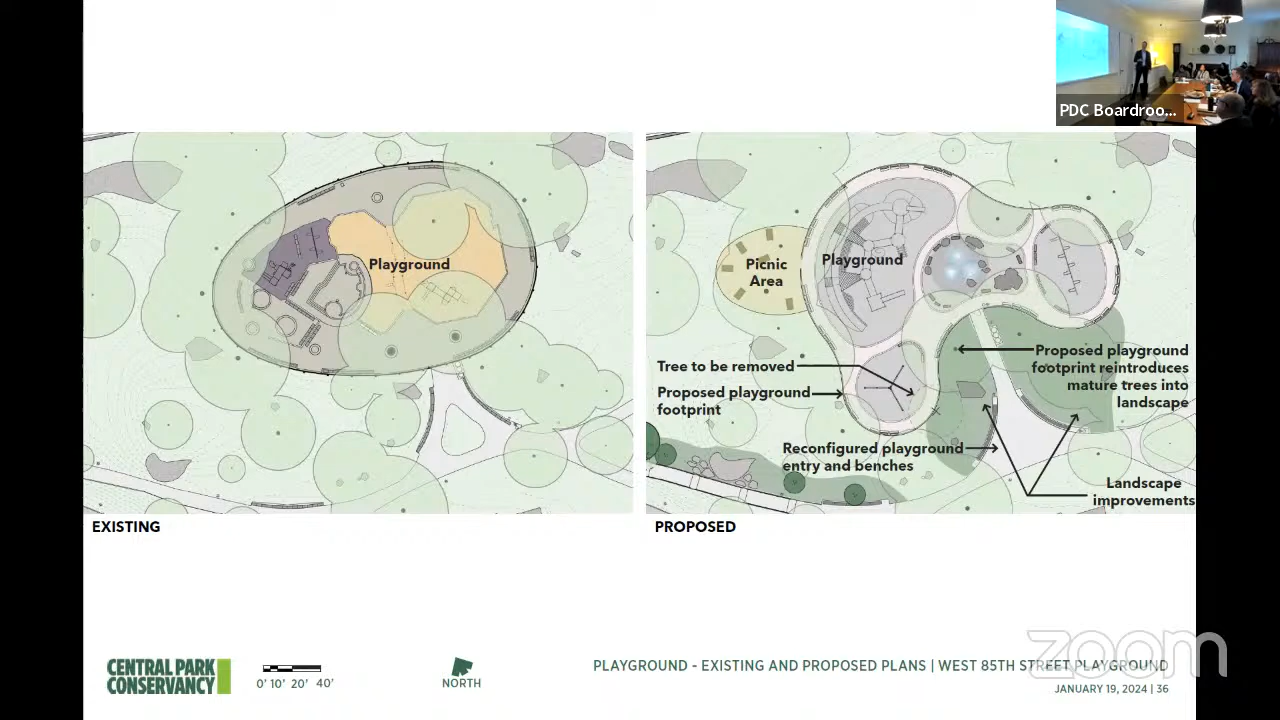 PDC Boardroo...
Playground
Picnic
Area
Playground
Tree to be removed
Proposed playground
footprint
Reconfigured playground
entry and benches
Proposed playground
footprint reintroduces
mature trees into
landscape
Landscape
improvements
EXISTING
PROPOSED
CENTRAL PARK
CONSERVANCY
0' 10' 20' 40'
NORTH
PLAYGROUND - EXISTING AND PROPOSED PLANS | WEST 85TH STREET PLAYGROUND
JANUARY 19, 2024 | 36
zoom